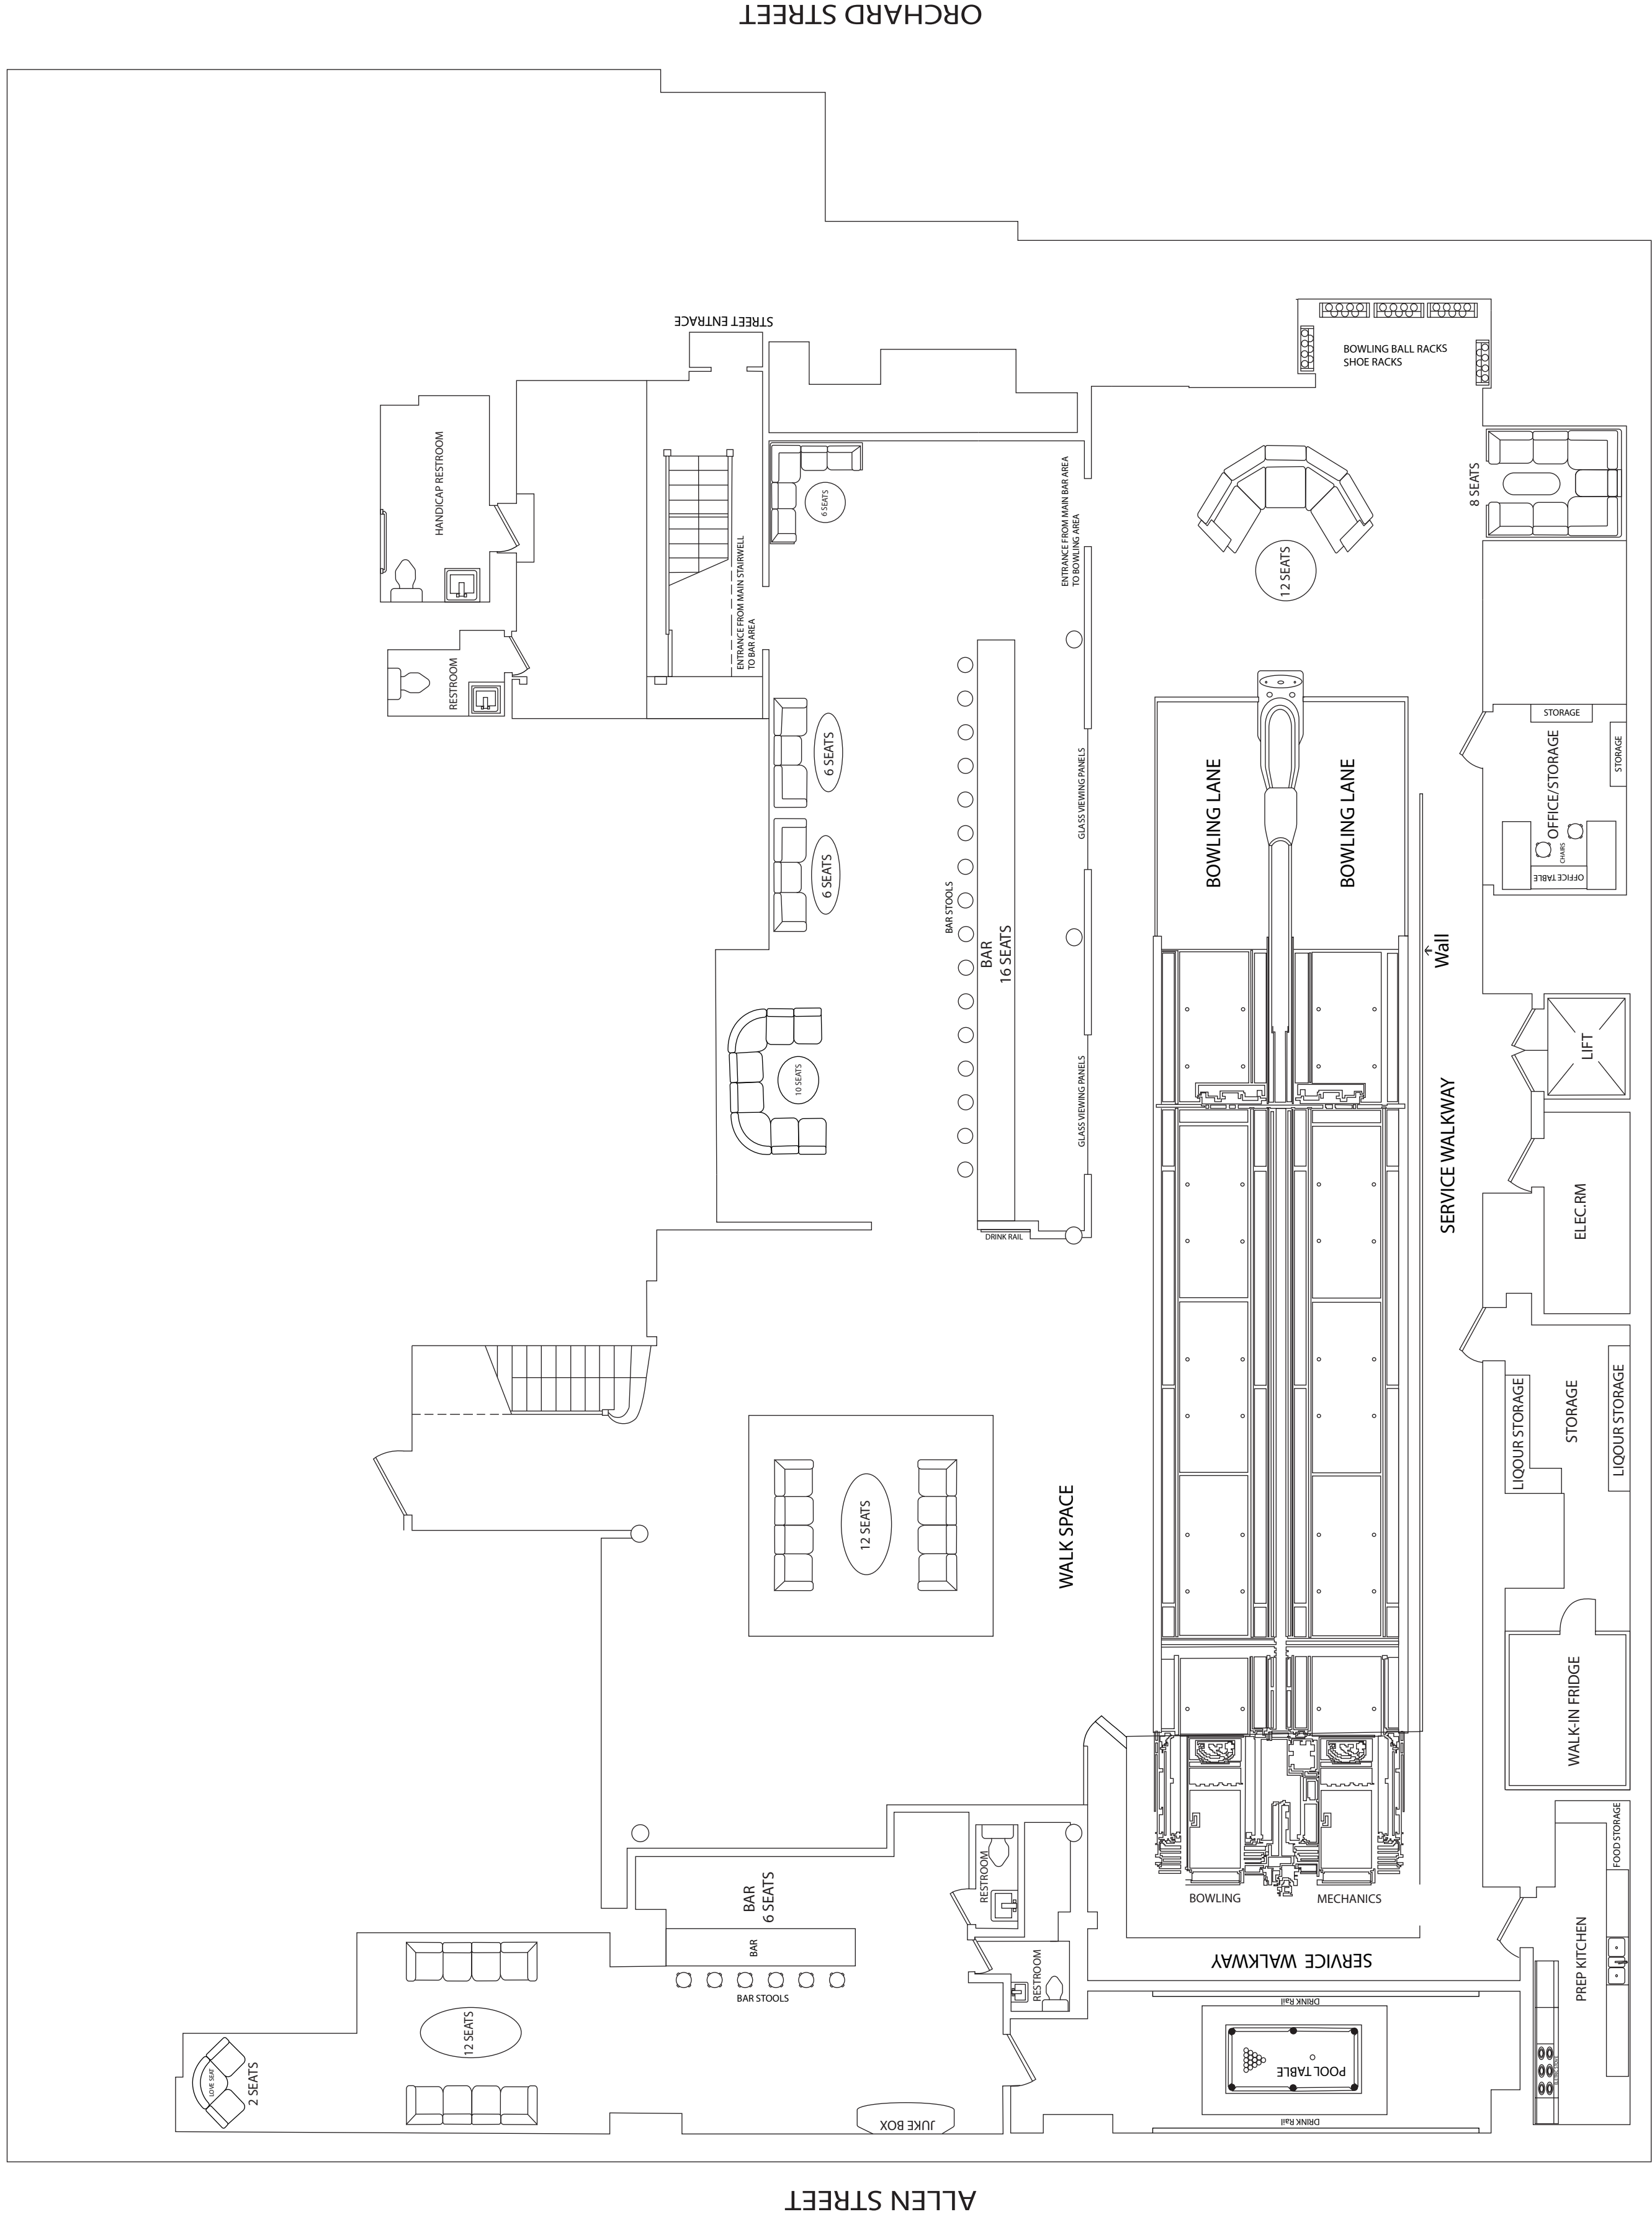 ORCHARD STREET
STREET ENTRACE
BOWLING BALL RACKS
SHOE RACKS
HANDICAP RESTROOM
6 SEATS
ENTRANCE FROM MAIN BAR AREA
TO BOWLING AREA
8 SEATS
12 SEATS
ENTRANCE FROM MAIN STAIRWELL
TO BAR AREA
RESTROOM
6 SEATS
GLASS VIEWING PANELS
BOWLING LANE
BOWLING LANE
STORAGE
STORAGE
OFFICE/STORAGE
CHAIRS
OFFICE TABLE
6 SEATS
BAR STOOLS
BAR
16 SEATS
Wall
LIFT
10 SEATS
GLASS VIEWING PANELS
SERVICE WALKWAY
ELEC.RM
DRINK RAIL
LIQOUR STORAGE
STORAGE
LIQOUR STORAGE
12 SEATS
WALK SPACE
WALK-IN FRIDGE
FOOD STORAGE
RESTROOM
BAR
6 SEATS
BOWLING
MECHANICS
BAR
BAR STOOLS
RESTROOM
SERVICE WALKWAY
PREP KITCHEN
DRINK Rail
12 SEATS
LOVE SEAT
2 SEATS
POOL TABLE
JUKE BOX
DRINK Rail
ALLEN STREET